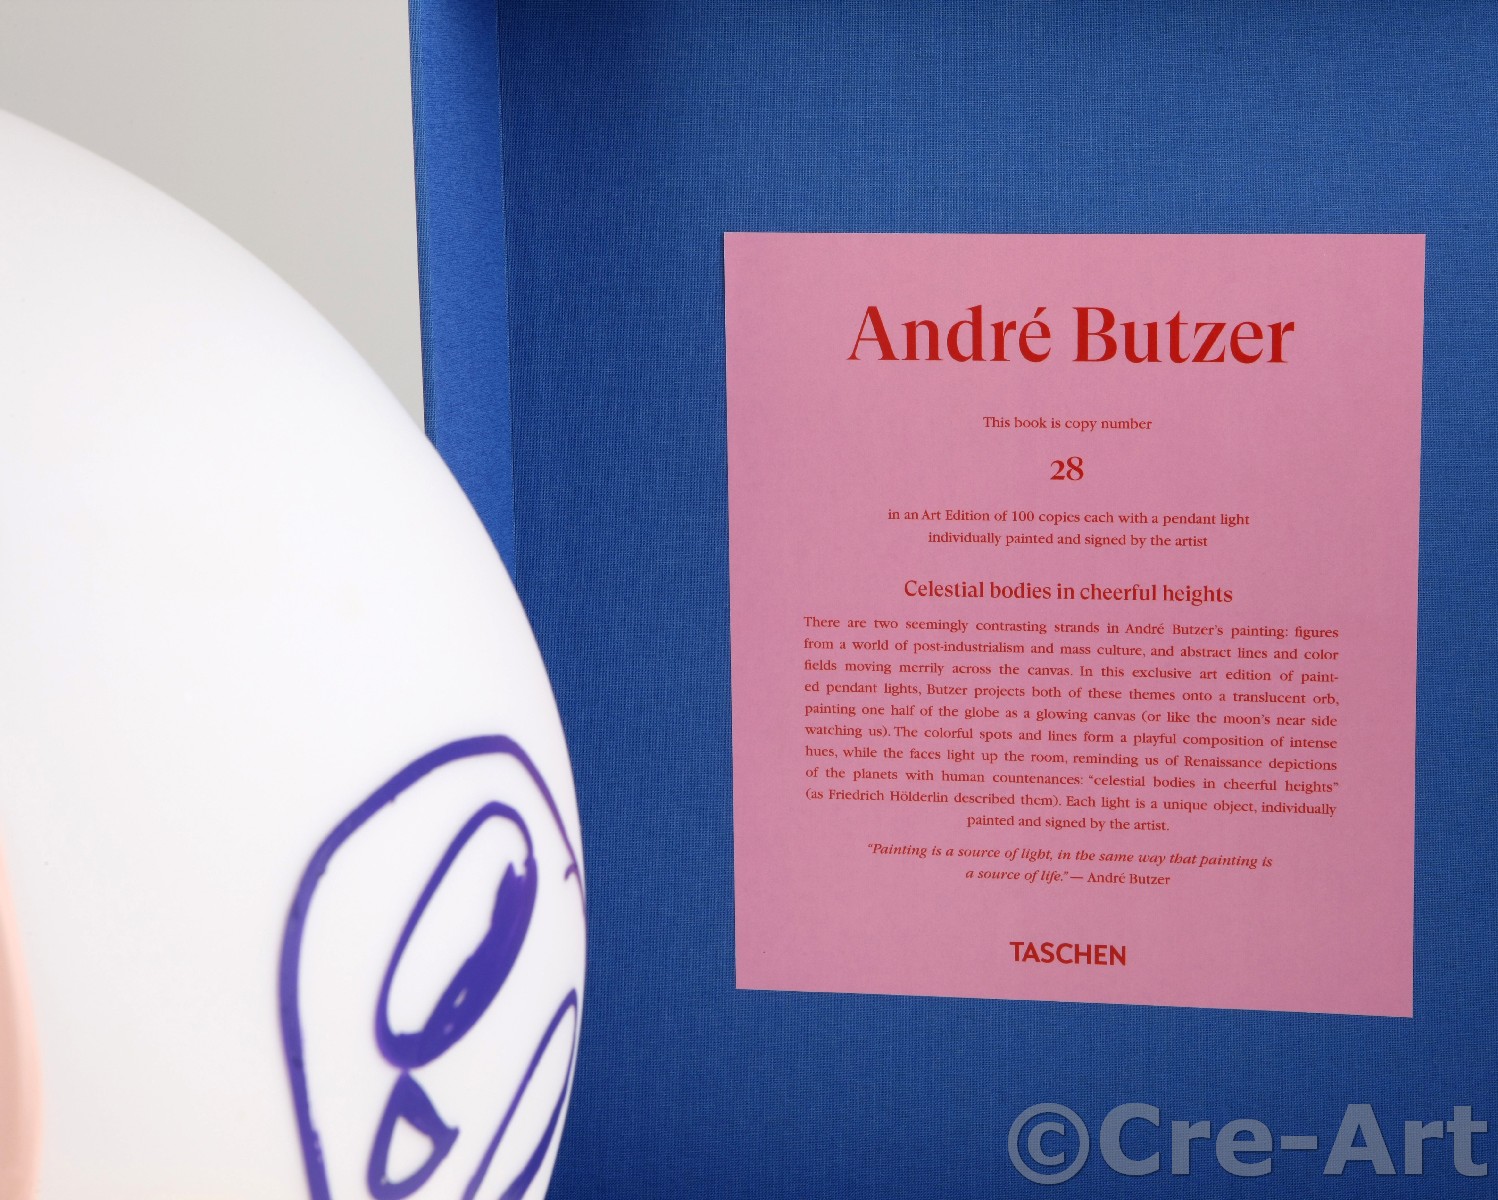 André Butzer
This book is copy number
28
in an Art Edition of 100 copies each with a pendant light
individually painted and signed by the artist
Celestial bodies in cheerful heights
There are two seemingly contrasting strands in André Butzer's painting: figures
from a world of post-industrialism and mass culture, and abstract lines and color
fields moving merrily across the canvas. In this exclusive art edition of paint-
ed pendant lights, Butzer projects both of these themes onto a translucent orb,
painting one half of the globe as a glowing canvas (or like the moon's near side
watching us). The colorful spots and lines form a playful composition of intense
hues, while the faces light up the room, reminding us of Renaissance depictions
of the planets with human countenances: “celestial bodies in cheerful heights”
(as Friedrich Hölderlin described them). Each light is a unique object, individually
painted and signed by the artist.
“Painting is a source of light, in the same way that painting is
a source of life.” — André Butzer
TASCHEN
©Cre-Art